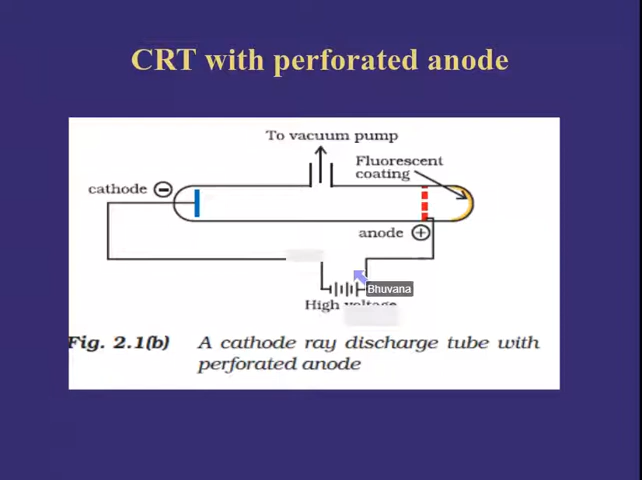 CRT with perforated anode
To vacuum pump
Fluorescent
coating
cathode
anode
Bhuvana
High voltage
Fig. 2.1(b) A cathode ray discharge tube with
perforated anode